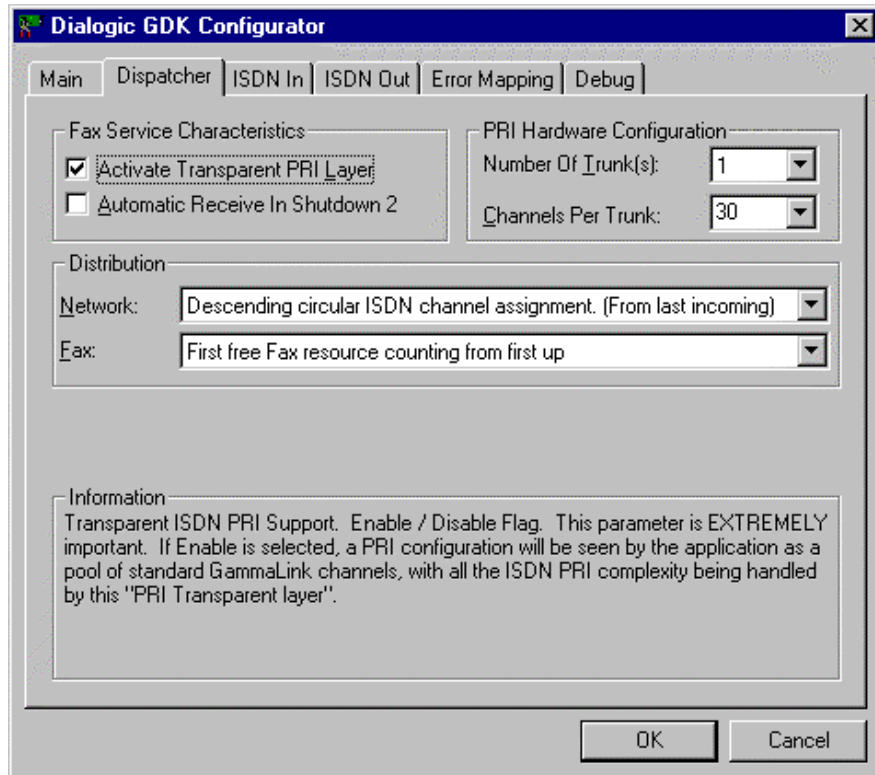 Dialogic GDK Configurator
Main Dispatcher ISDN In ISDN Out Error Mapping Debug
Fax Service Characteristics
Activate Transparent PRI Layer
Automatic Receive In Shutdown 2
PRI Hardware Configuration
Number Of Trunk(s): 1
Channels Per Trunk: 30
Distribution
Network: Descending circular ISDN channel assignment. (From last incoming)
Fax: First free Fax resource counting from first up
Information
Transparent ISDN PRI Support. Enable / Disable Flag. This parameter is EXTREMELY
important. If Enable is selected, a PRI configuration will be seen by the application as a
pool of standard GammaLink channels, with all the ISDN PRI complexity being handled
by this "PRI Transparent layer".
OK Cancel